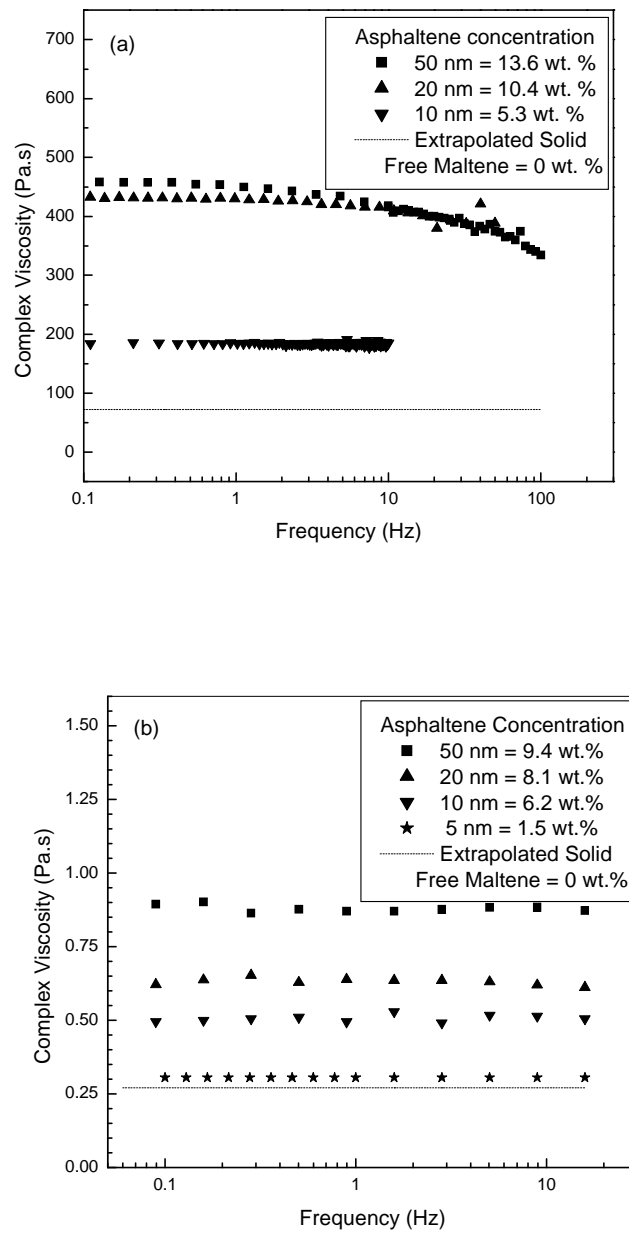 (a)
Asphaltene concentration
50 nm = 13.6 wt. %
20 nm = 10.4 wt. %
10 nm = 5.3 wt. %
Extrapolated Solid
Free Maltene = 0 wt. %
Complex Viscosity (Pa.s)
700
600
500
400
300
200
100
0
0.1
1
10
100
Frequency (Hz)
(b)
Asphaltene Concentration
50 nm = 9.4 wt.%
20 nm = 8.1 wt.%
10 nm = 6.2 wt.%
5 nm = 1.5 wt.%
Extrapolated Solid
Free Maltene = 0 wt.%
Complex Viscosity (Pa.s)
1.50
1.25
1.00
0.75
0.50
0.25
0.00
0.1
1
10
Frequency (Hz)